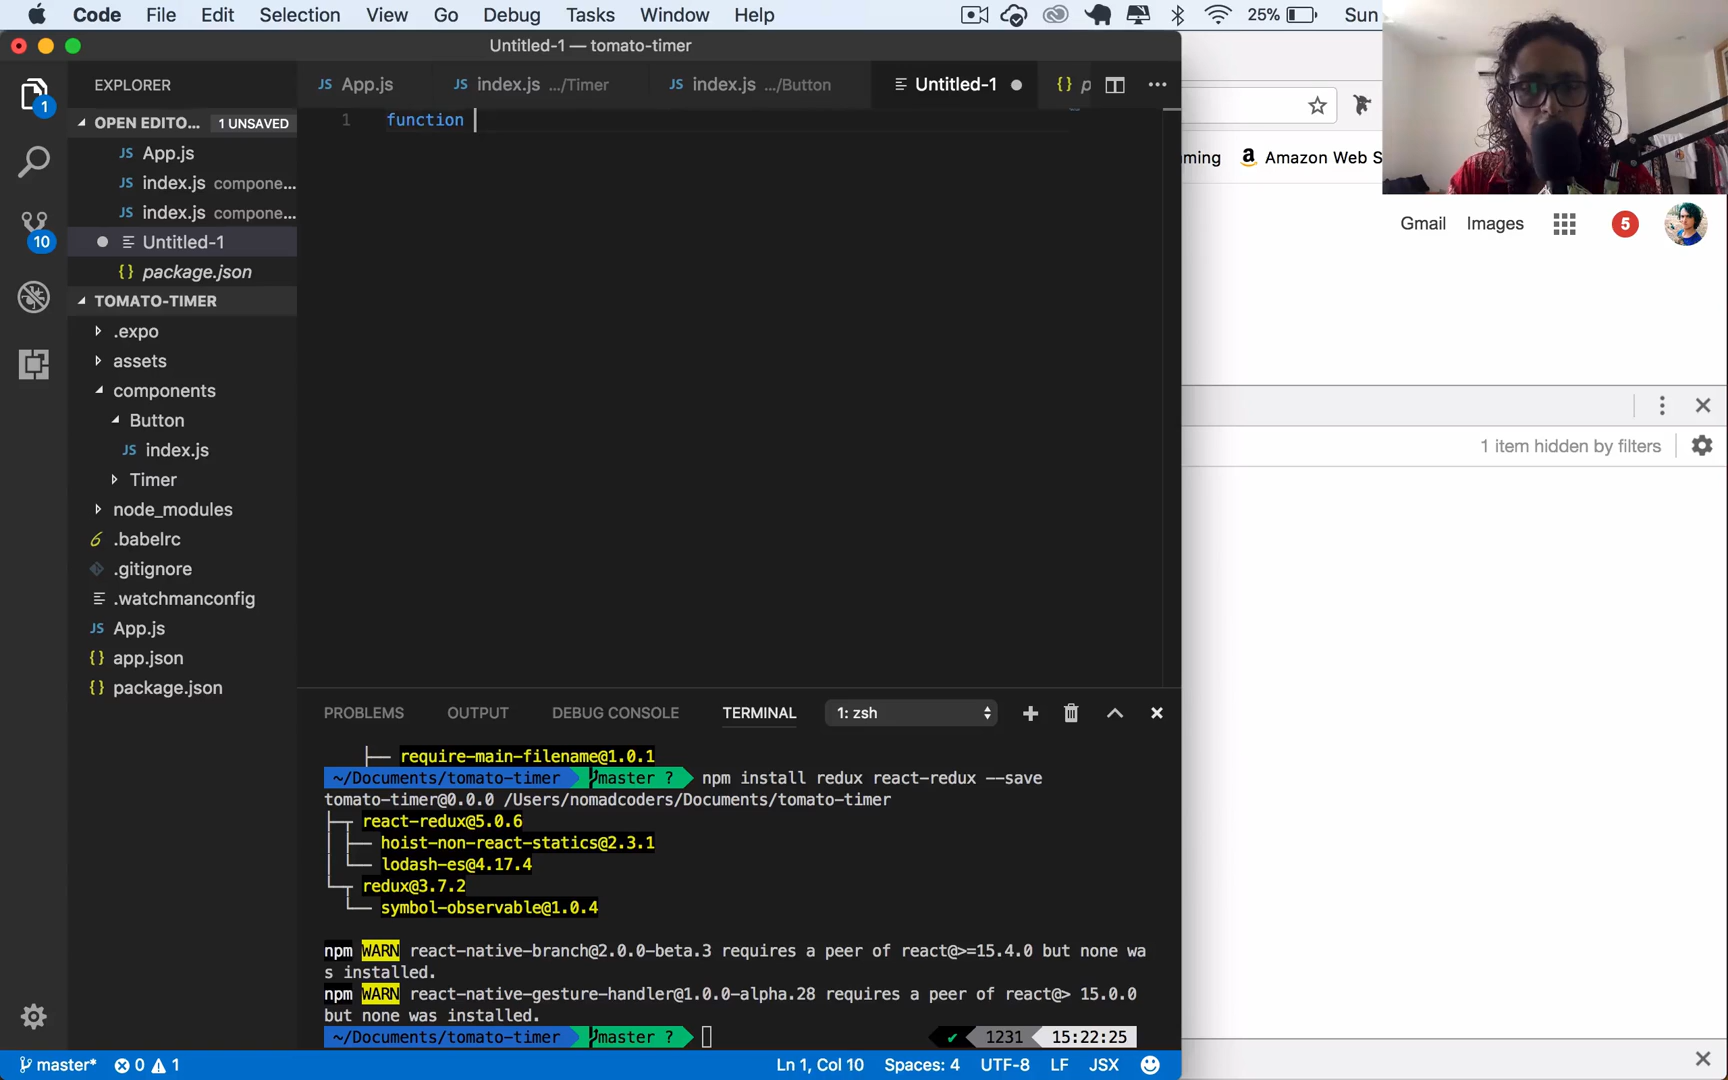 Code File Edit Selection View Go Debug Tasks Window Help 25% Sun
Untitled-1 — tomato-timer
EXPLORER
App.js
index.js .../Timer
index.js .../Button
Untitled-1
{} p
OPEN EDITO... 1 UNSAVED
JS App.js
JS index.js compone...
JS index.js compone...
Untitled-1
{} package.json
TOMATO-TIMER
.expo
assets
components
Button
JS index.js
Timer
node_modules
.babelrc
.gitignore
.watchmanconfig
JS App.js
{} app.json
{} package.json
1
10
1 function
ming Amazon Web S
Gmail Images 5
1 item hidden by filters
PROBLEMS OUTPUT DEBUG CONSOLE TERMINAL 1: zsh
├── require-main-filename@1.0.1
~/Documents/tomato-timer master ? npm install redux react-redux --save
tomato-timer@0.0.0 /Users/nomadcoders/Documents/tomato-timer
├─┬ react-redux@5.0.6
│ ├── hoist-non-react-statics@2.3.1
│ └── lodash-es@4.17.4
└─┬ redux@3.7.2
└── symbol-observable@1.0.4
npm WARN react-native-branch@2.0.0-beta.3 requires a peer of react@>=15.4.0 but none wa
s installed.
npm WARN react-native-gesture-handler@1.0.0-alpha.28 requires a peer of react@> 15.0.0
but none was installed.
~/Documents/tomato-timer master ? ✔ 1231 15:22:25
master* 0 1 Ln 1, Col 10 Spaces: 4 UTF-8 LF JSX